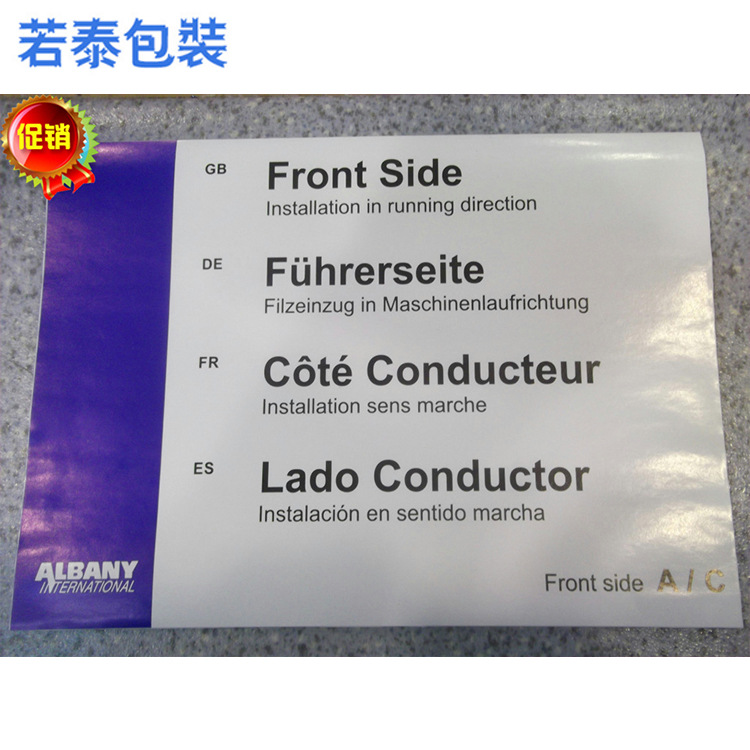 若泰包裝
促销
GB Front Side
Installation in running direction
DE Führerseite
Filzeinzug in Maschinenlaufrichtung
FR Côté Conducteur
Installation sens marche
ES Lado Conductor
Instalación en sentido marcha
ALBANY
INTERNATIONAL
Front side A/C